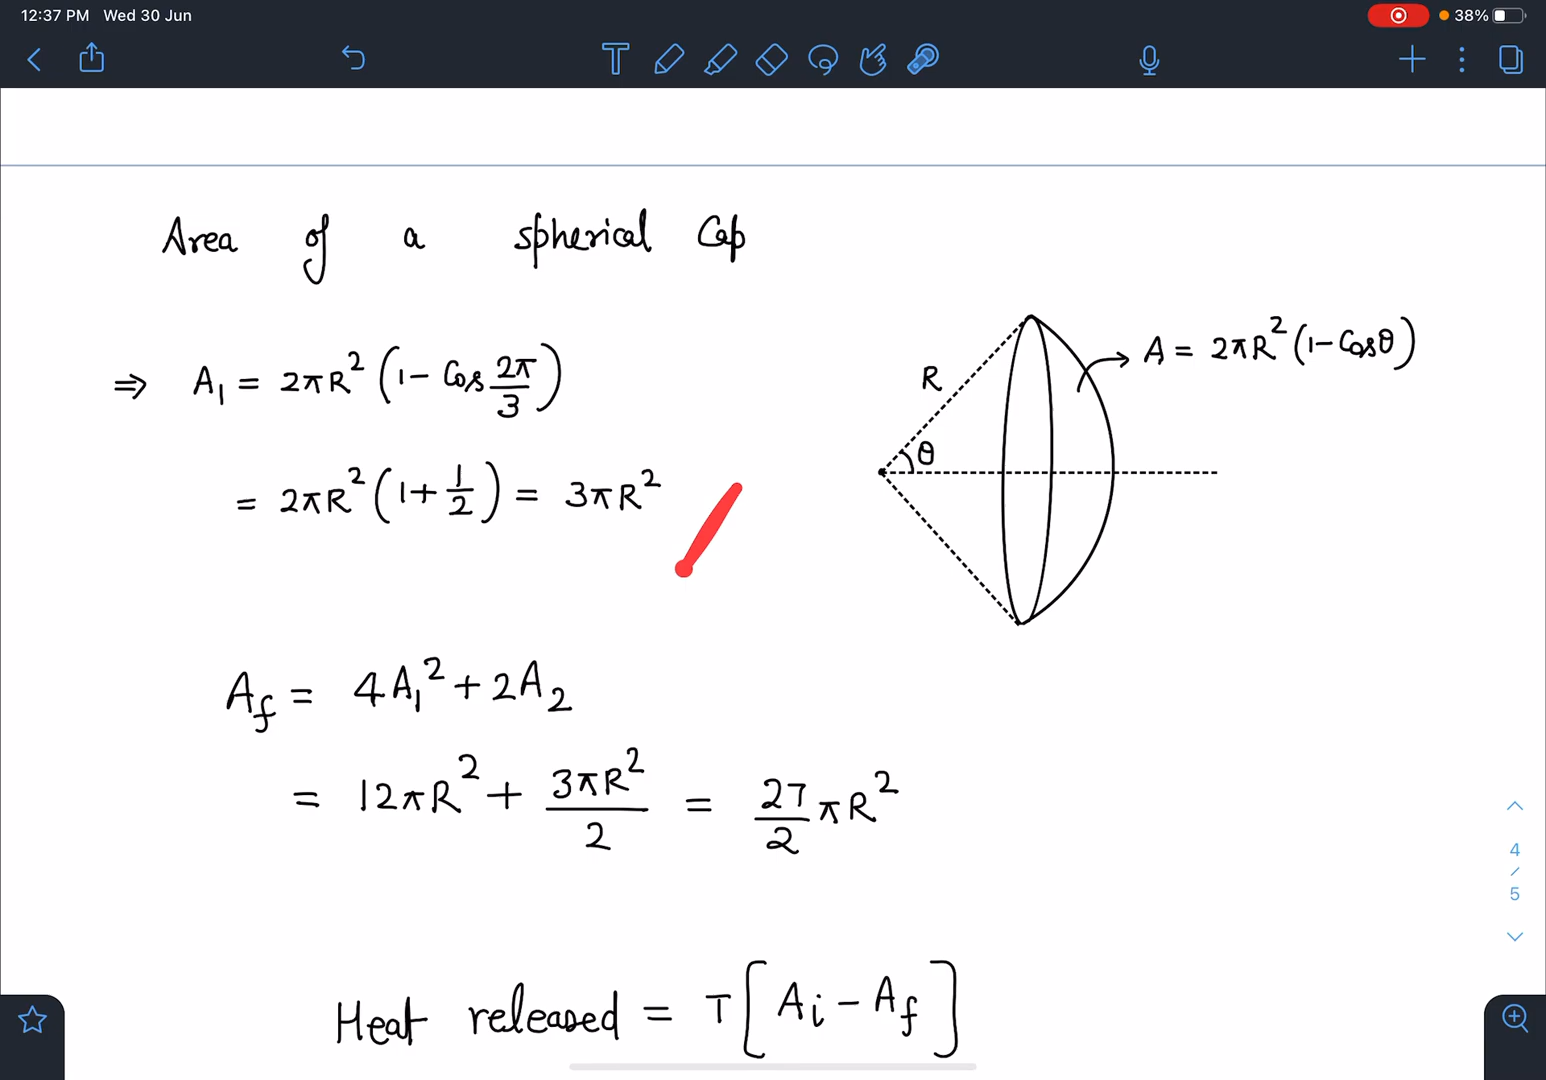 12:37 PM Wed 30 Jun
38%
T
Area of a spherical Cap
⇒ A₁ = 2πR² (1 - Cos 2π/3)
= 2πR² (1 + 1/2) = 3πR²
R
θ
A = 2πR² (1 - Cosθ)
A_f = 4A₁² + 2A₂
= 12πR² + 3πR²/2 = 27/2 πR²
4
/
5
Heat released = T[Ai - A_f]